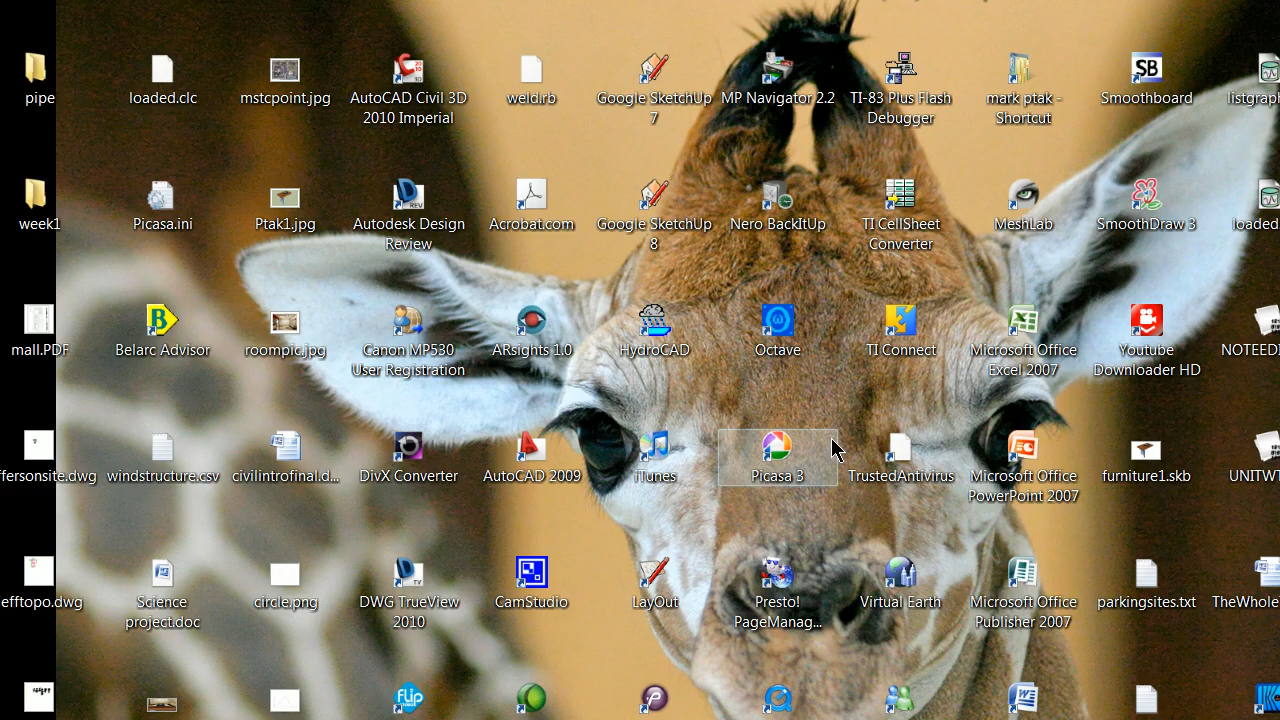 pipe
loaded.clc
mstcpoint.jpg
AutoCAD Civil 3D
2010 Imperial
weld.rb
Google SketchUp
7
MP Navigator 2.2
TI-83 Plus Flash
Debugger
mark ptak -
Shortcut
Smoothboard
SB
listgraph
week1
Picasa.ini
Ptak1.jpg
Autodesk Design
Review
Acrobat.com
Google SketchUp
8
Nero BackItUp
TI CellSheet
Converter
MeshLab
SmoothDraw 3
loaded.
mall.PDF
Belarc Advisor
roompic.jpg
Canon MP530
User Registration
ARsights 1.0
HydroCAD
Octave
TI Connect
Microsoft Office
Excel 2007
Youtube
Downloader HD
NOTEEDI
ffersonsite.dwg
windstructure.csv
civilintrofinal.d...
DivX Converter
AutoCAD 2009
iTunes
Picasa 3
TrustedAntivirus
Microsoft Office
PowerPoint 2007
furniture1.skb
UNITWT
efftopo.dwg
Science
project.doc
circle.png
DWG TrueView
2010
CamStudio
LayOut
Presto!
PageManag...
Virtual Earth
Microsoft Office
Publisher 2007
parkingsites.txt
TheWhole
flip